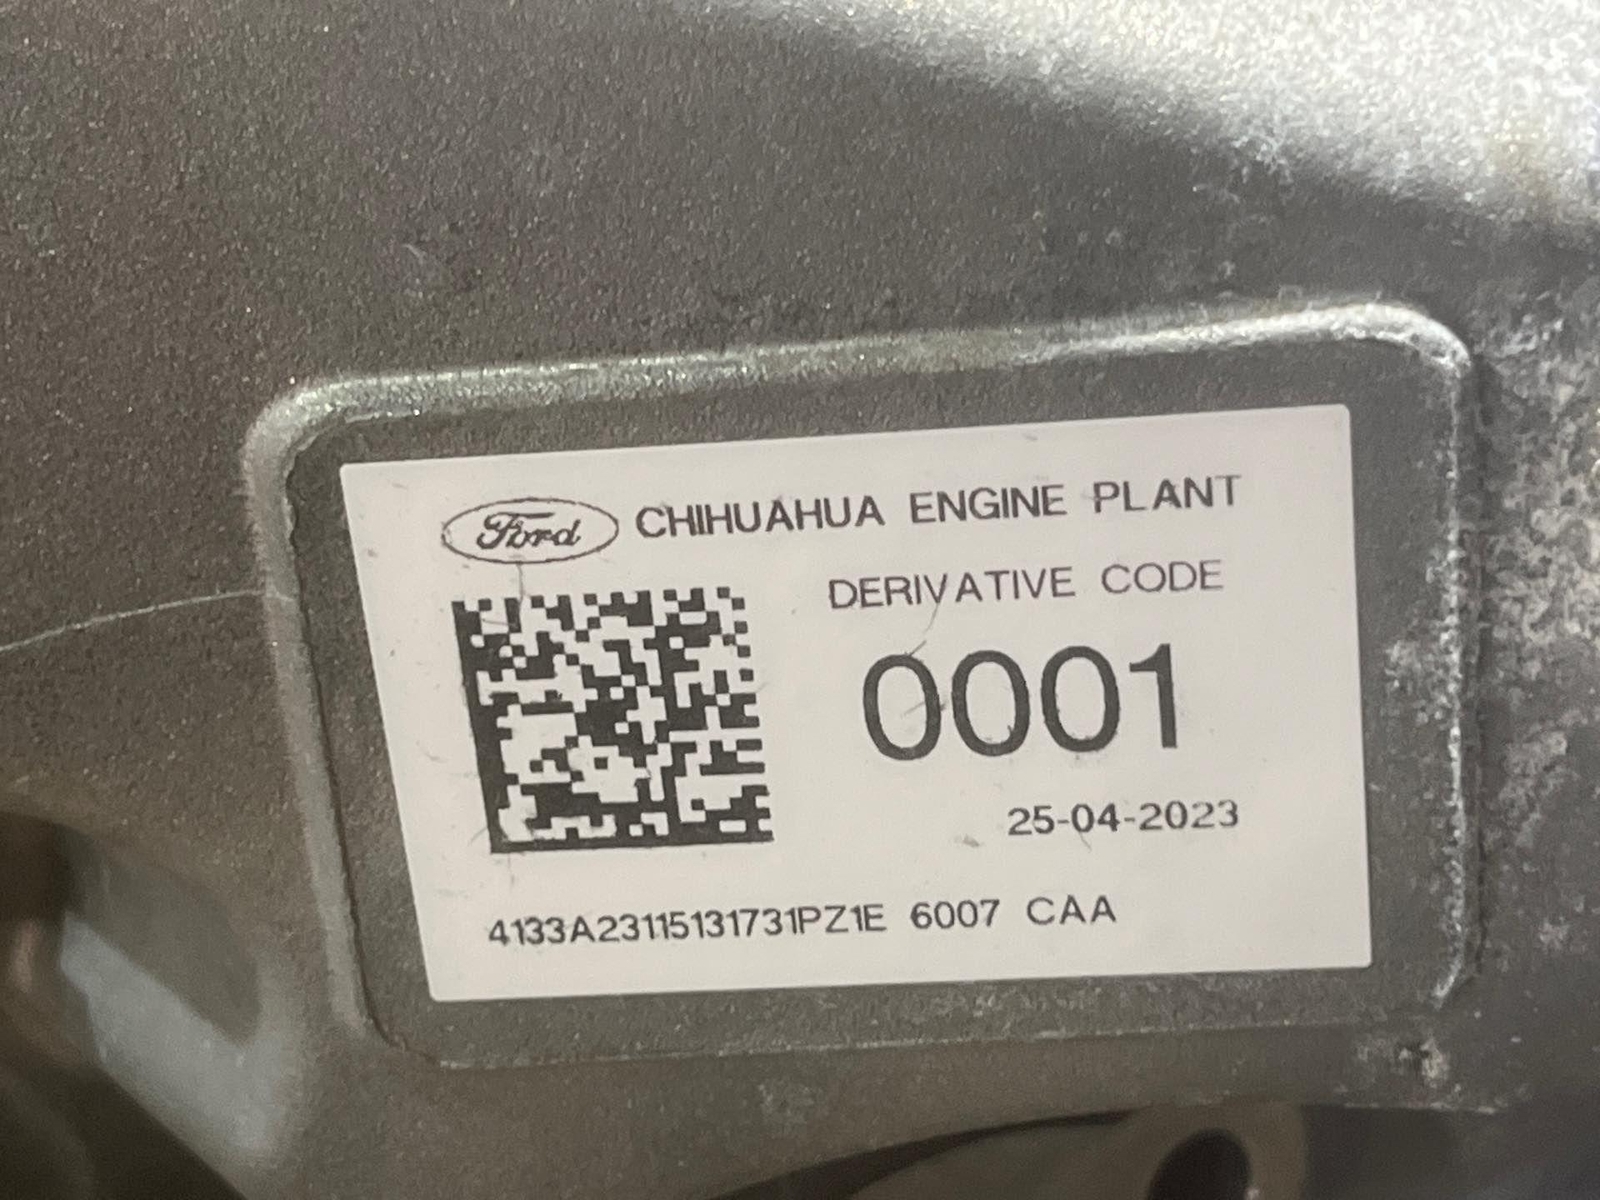 Ford CHIHUAHUA ENGINE PLANT
DERIVATIVE CODE
0001
25-04-2023
4133A23115131731PZ1E 6007 CAA